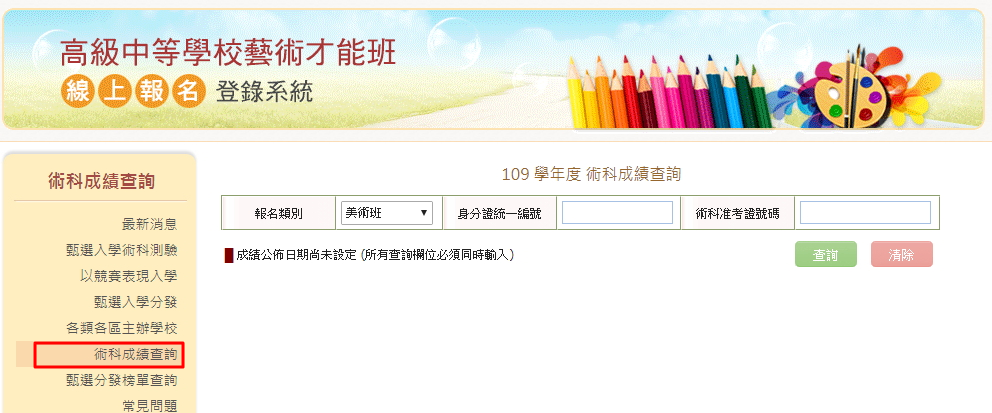 高級中等學校藝術才能班
線上報名 登錄系統
術科成績查詢
最新消息
甄選入學術科測驗
以競賽表現入學
甄選入學分發
各類各區主辦學校
術科成績查詢
甄選分發榜單查詢
常見問題
109 學年度 術科成績查詢
報名類別 美術班 身分證統一編號 術科准考證號碼
成績公佈日期尚未設定 (所有查詢欄位必須同時輸入) 查詢 清除